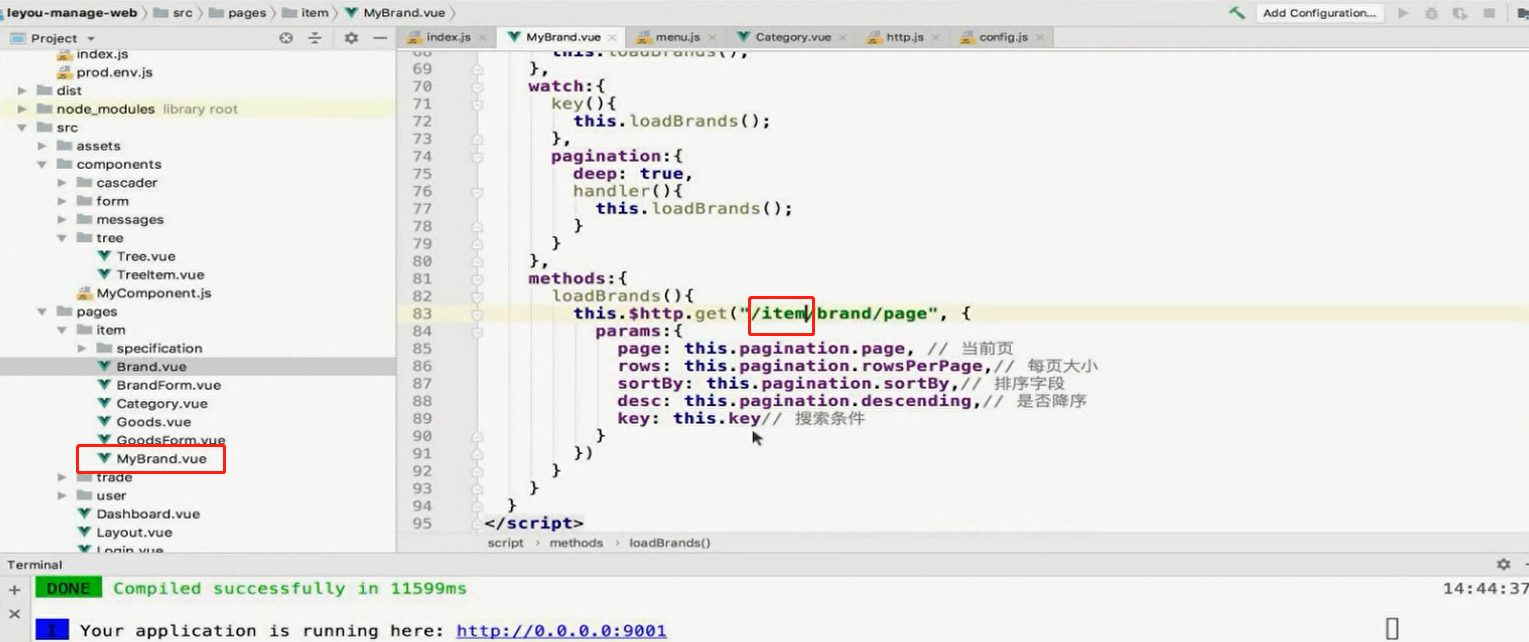 leyou-manage-web src pages item MyBrand.vue Add Configuration...
Project index.js MyBrand.vue menu.js Category.vue http.js config.js
index.js
prod.env.js
dist
node_modules library root
src
assets
components
cascader
form
messages
tree
Tree.vue
TreeItem.vue
MyComponent.js
pages
item
specification
Brand.vue
BrandForm.vue
Category.vue
Goods.vue
GoodsForm.vue
MyBrand.vue
trade
user
Dashboard.vue
Layout.vue
Login.vue
68 this.loadBrands();
69 },
70 watch:{
71 key(){
72 this.loadBrands();
73 },
74 pagination:{
75 deep: true,
76 handler(){
77 this.loadBrands();
78 }
79 }
80 },
81 methods:{
82 loadBrands(){
83 this.$http.get("/item/brand/page", {
84 params:{
85 page: this.pagination.page, // 当前页
86 rows: this.pagination.rowsPerPage,// 每页大小
87 sortBy: this.pagination.sortBy,// 排序字段
88 desc: this.pagination.descending,// 是否降序
89 key: this.key// 搜索条件
90 }
91 })
92 }
93 }
94 }
95 </script>
script › methods › loadBrands()
Terminal
DONE Compiled successfully in 11599ms 14:44:37
I Your application is running here: http://0.0.0.0:9001